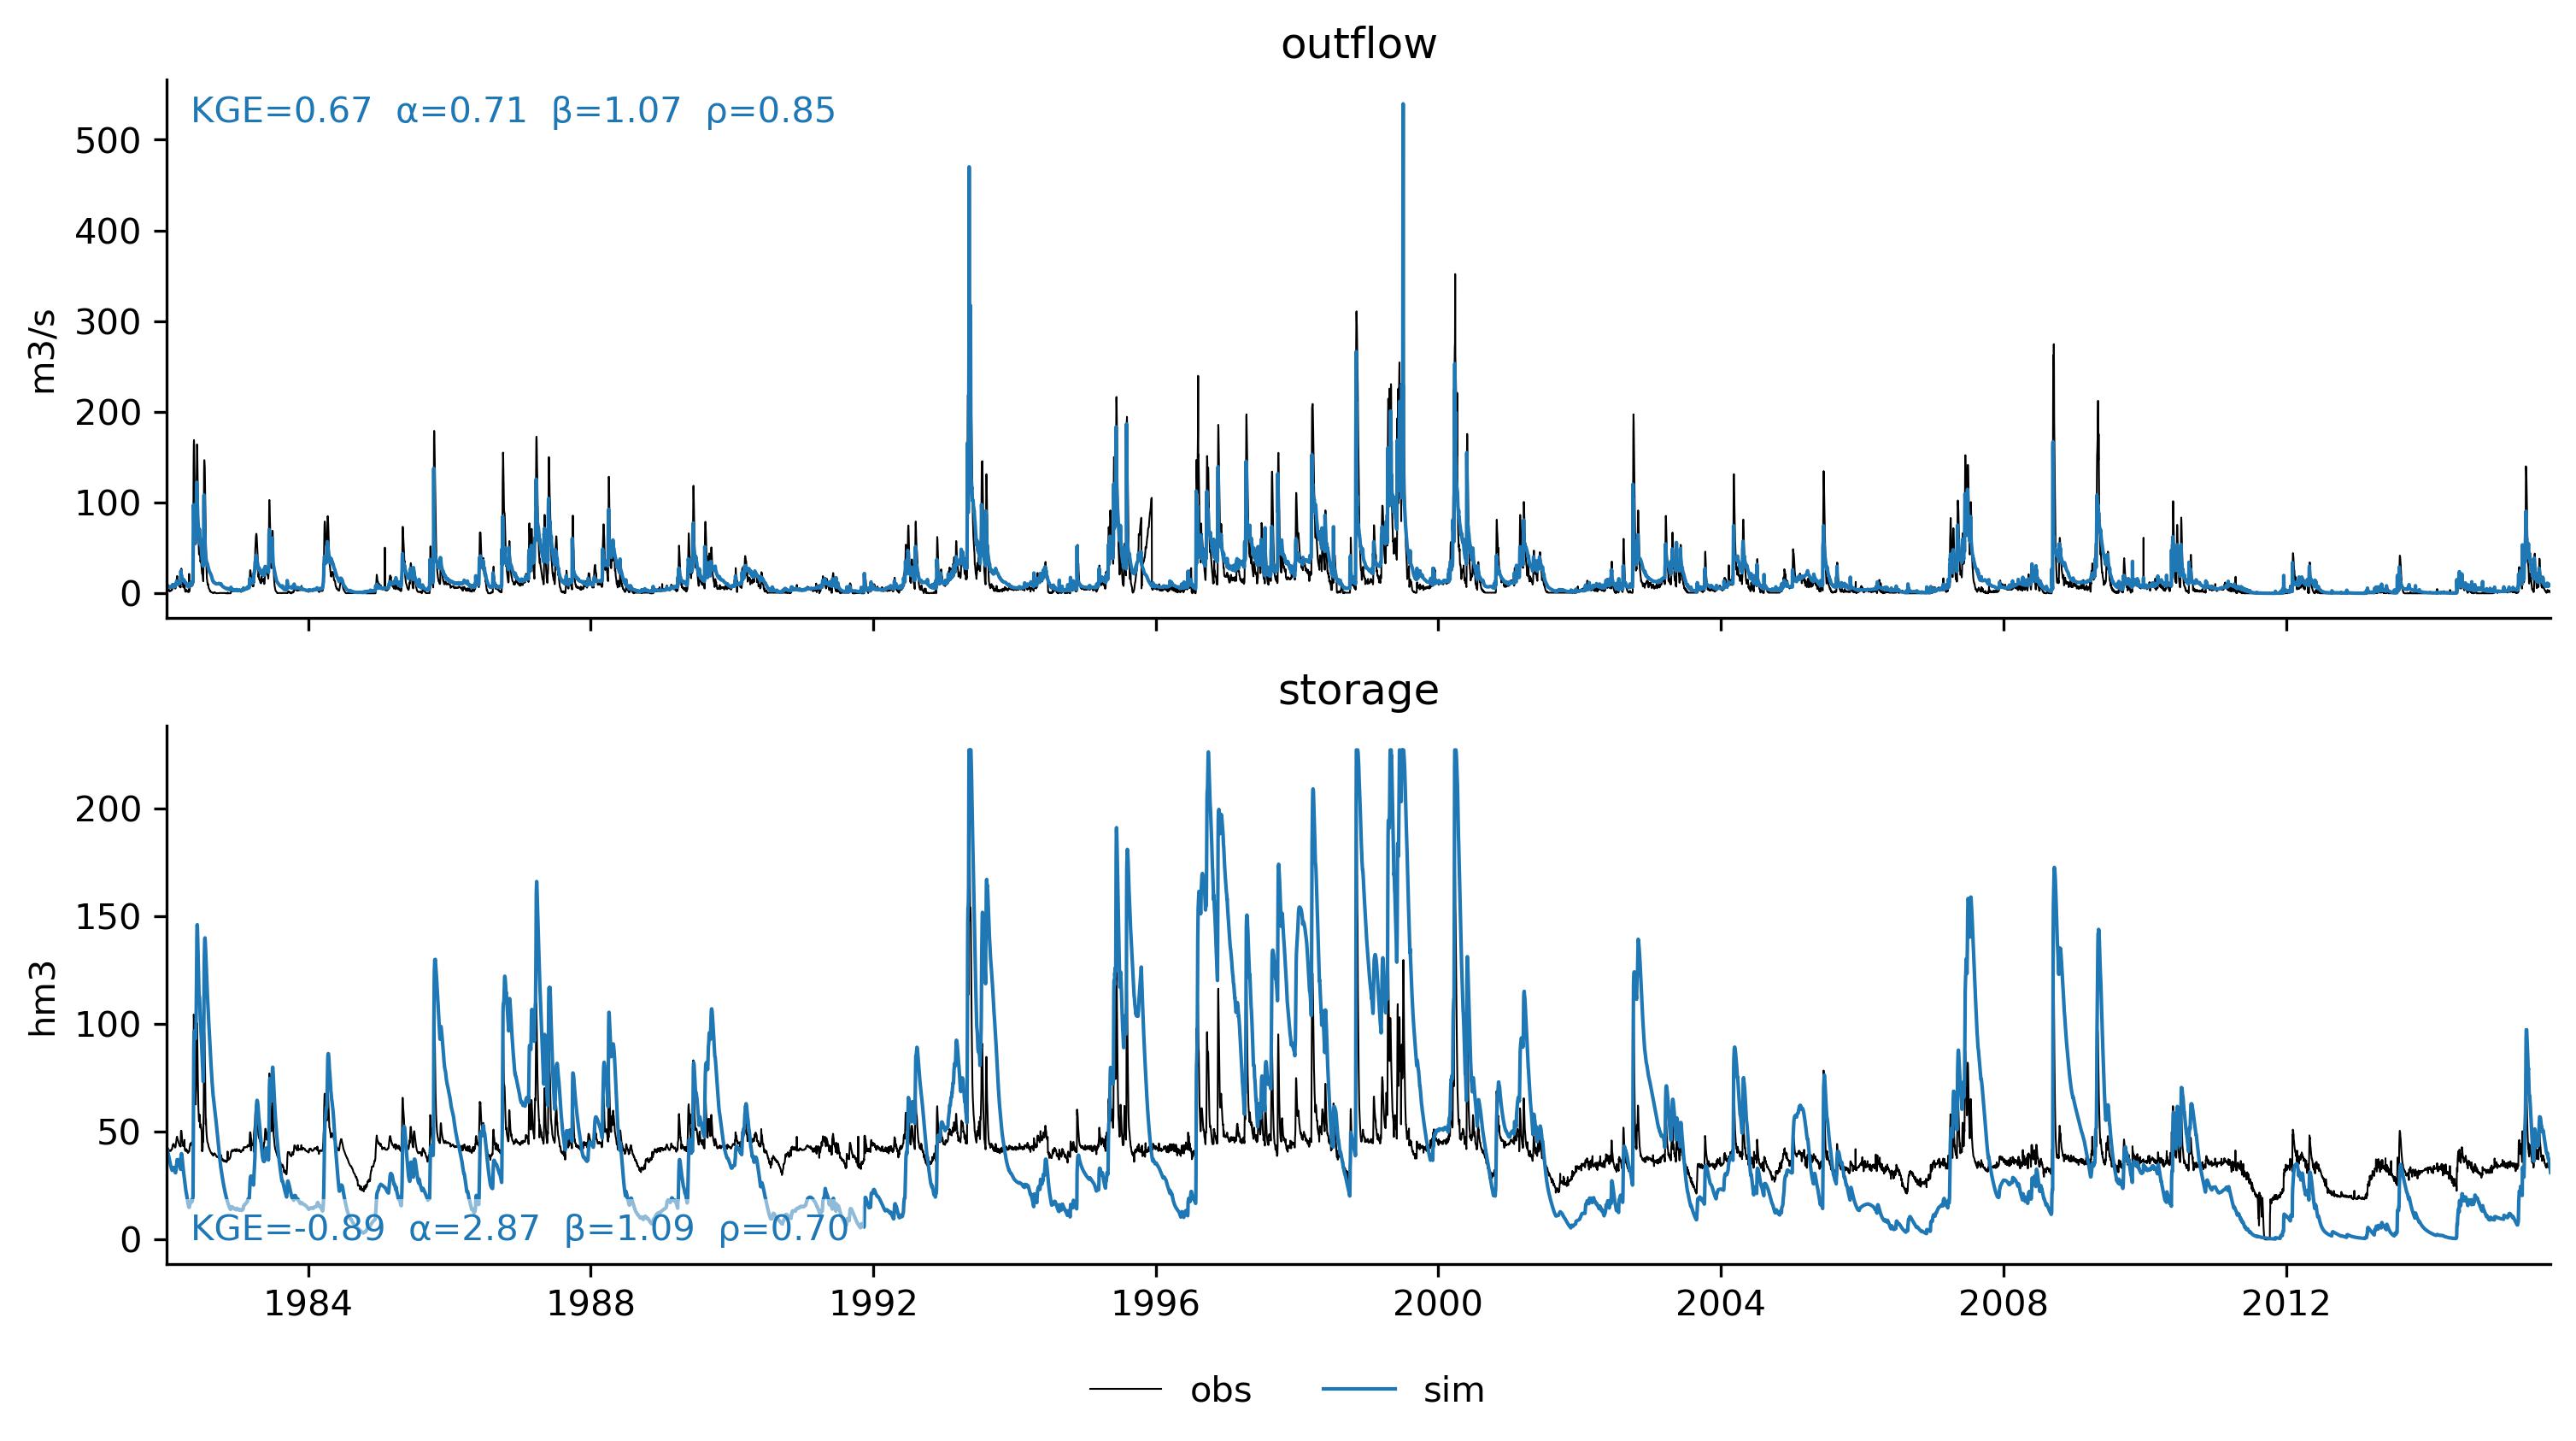 outflow
KGE=0.67 α=0.71 β=1.07 ρ=0.85
500
400
300
200
100
0
m3/s
storage
200
150
100
50
0
hm3
KGE=-0.89 α=2.87 β=1.09 ρ=0.70
1984 1988 1992 1996 2000 2004 2008 2012
obs sim